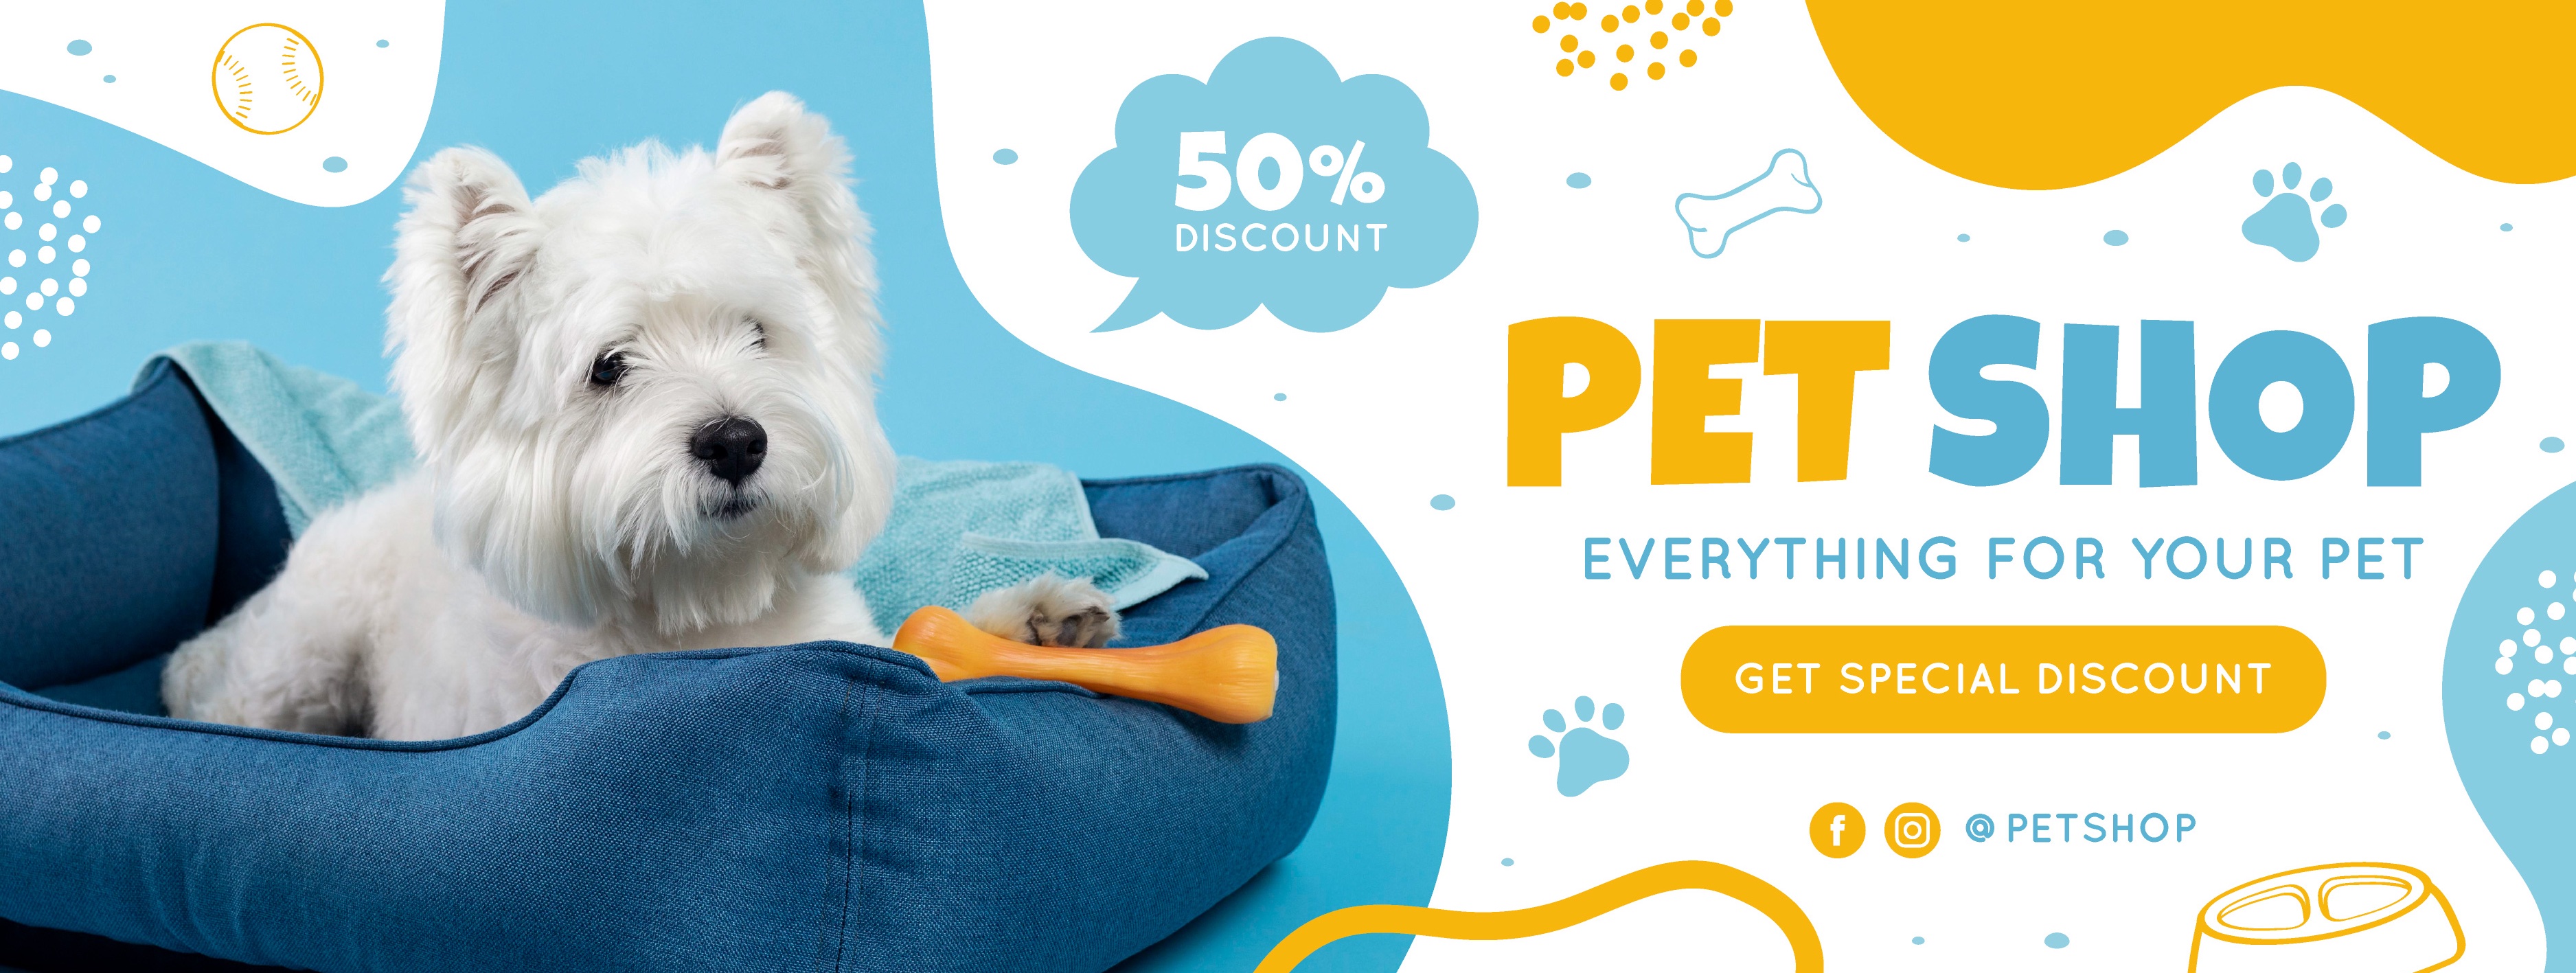 50%
DISCOUNT
PET SHOP
EVERYTHING FOR YOUR PET
GET SPECIAL DISCOUNT
@PETSHOP